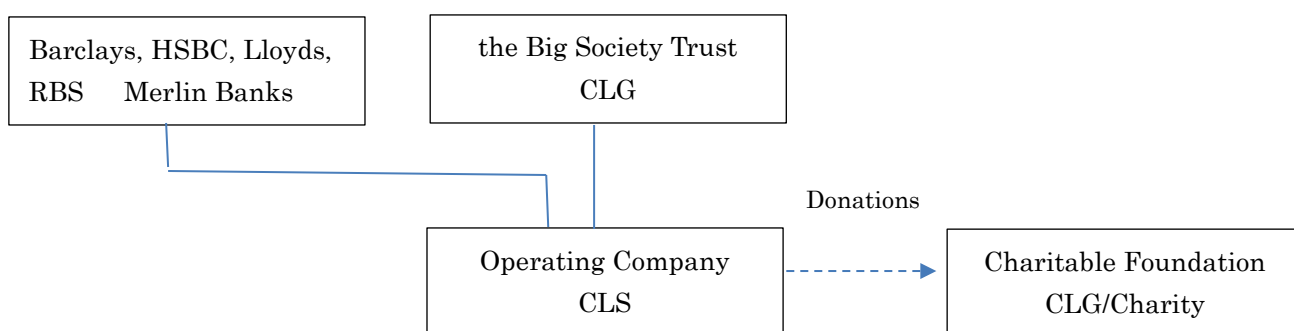 Barclays, HSBC, Lloyds,
RBS Merlin Banks
the Big Society Trust
CLG
Donations
Operating Company
CLS
Charitable Foundation
CLG/Charity